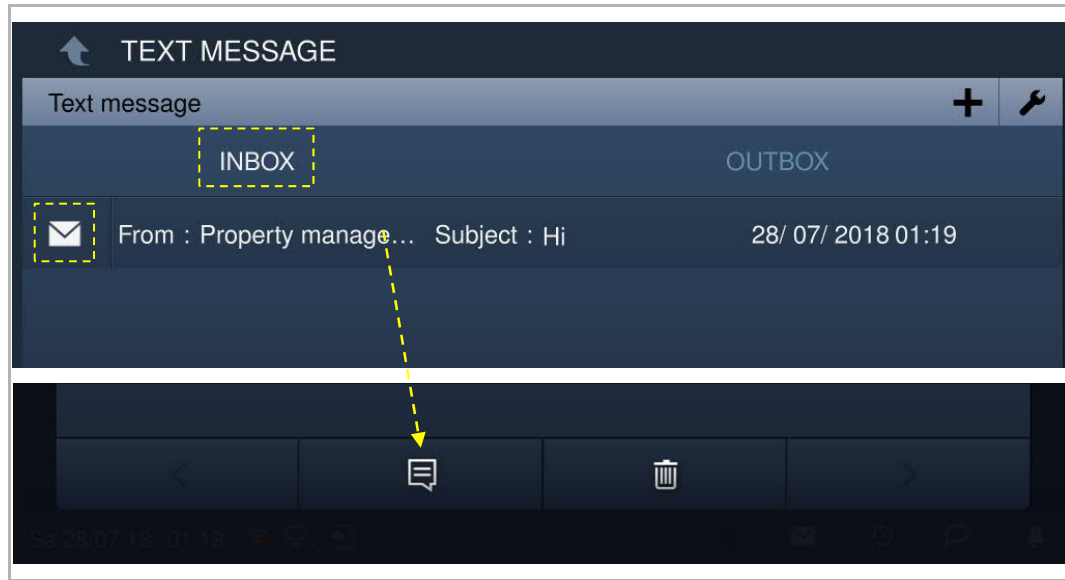 TEXT MESSAGE
Text message
INBOX OUTBOX
From : Property manage... Subject : Hi 28/ 07/ 2018 01:19
Sa 28/07/18 01:19